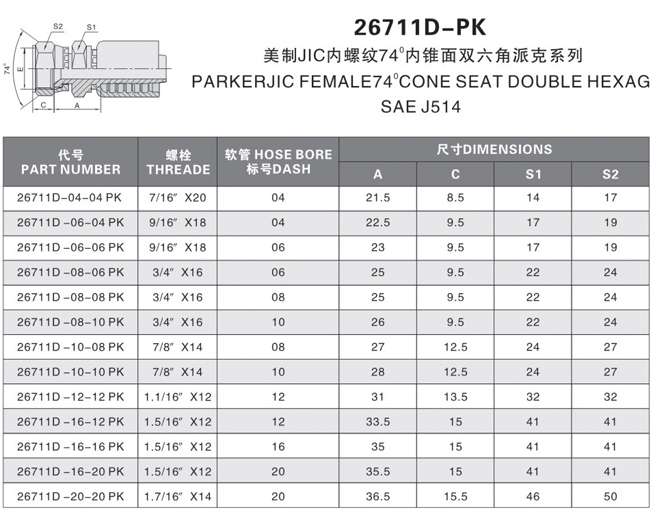 26711D-PK
美制JIC内螺纹74°内锥面双六角派克系列
PARKERJIC FEMALE74°CONE SEAT DOUBLE HEXAG
SAE J514
S2 S1
74°
E
C A
代号 螺栓 软管 HOSE BORE 尺寸DIMENSIONS
PART NUMBER THREADE 标号DASH A C S1 S2
26711D-04-04 PK 7/16″ X20 04 21.5 8.5 14 17
26711D -06-04 PK 9/16″ X18 04 22.5 9.5 17 19
26711D -06-06 PK 9/16″ X18 06 23 9.5 17 19
26711D -08-06 PK 3/4″ X16 06 25 9.5 22 24
26711D -08-08 PK 3/4″ X16 08 25 9.5 22 24
26711D -08-10 PK 3/4″ X16 10 26 9.5 22 24
26711D -10-08 PK 7/8″ X14 08 27 12.5 24 27
26711D -10-10 PK 7/8″ X14 10 28 12.5 24 27
26711D -12-12 PK 1.1/16″ X12 12 31 13.5 32 32
26711D -16-12 PK 1.5/16″ X12 12 33.5 15 41 41
26711D -16-16 PK 1.5/16″ X12 16 35 15 41 41
26711D -16-20 PK 1.5/16″ X12 20 35.5 15 41 41
26711D -20-20 PK 1.7/16″ X14 20 36.5 15.5 46 50